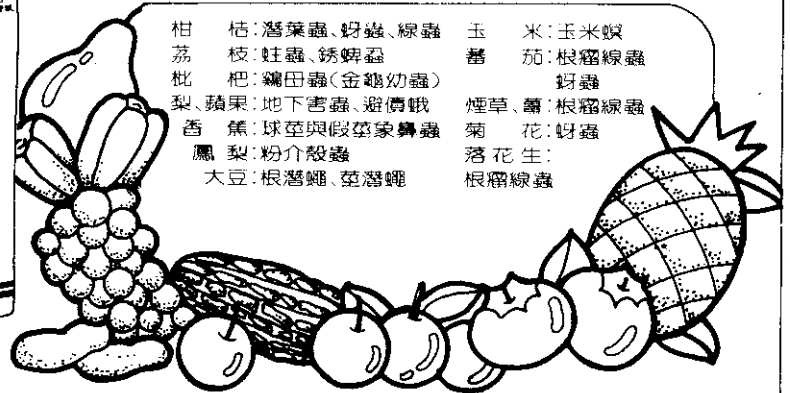 柑桔:潛葉蟲、蚜蟲、線蟲
荔枝:蛀蟲、銹蜱蝨
枇杷:雞母蟲(金龜幼蟲)
梨、蘋果:地下害蟲、避債蛾
香蕉:球莖與假莖象鼻蟲
鳳梨:粉介殼蟲
大豆:根潛蠅、莖潛蠅
玉米:玉米螟
蕃茄:根瘤線蟲
蚜蟲
煙草、薑:根瘤線蟲
菊花:蚜蟲
落花生:
根瘤線蟲